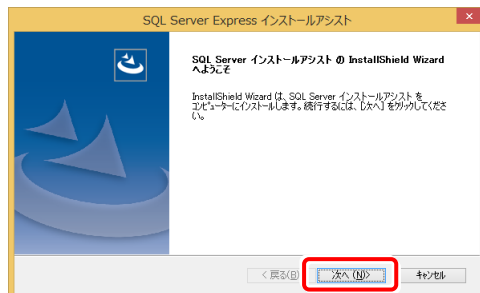 SQL Server Express インストールアシスト
SQL Server インストールアシスト の InstallShield Wizard
へようこそ
InstallShield Wizard は、SQL Server インストールアシスト を
コンピューターにインストールします。続行するには、[次へ] をクリックしてくださ
い。
< 戻る(B) 次へ (N)> キャンセル